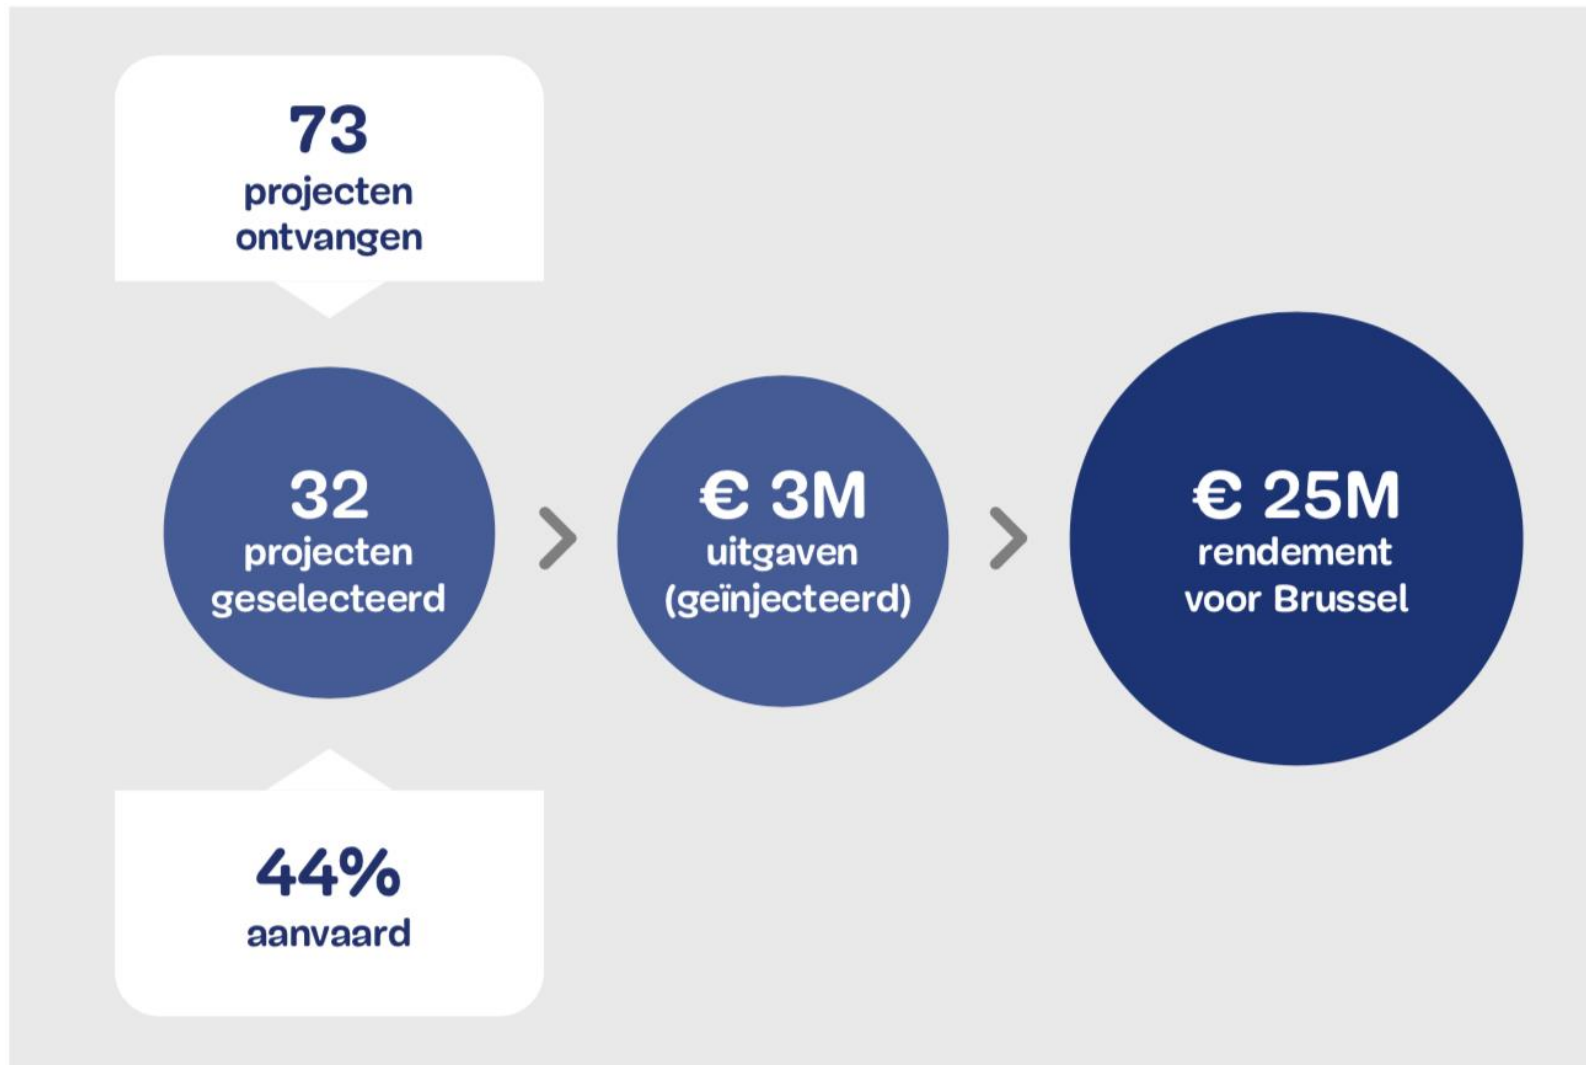 73
projecten
ontvangen
32
projecten
geselecteerd
44%
aanvaard
€ 3M
uitgaven
(geïnjecteerd)
€ 25M
rendement
voor Brussel